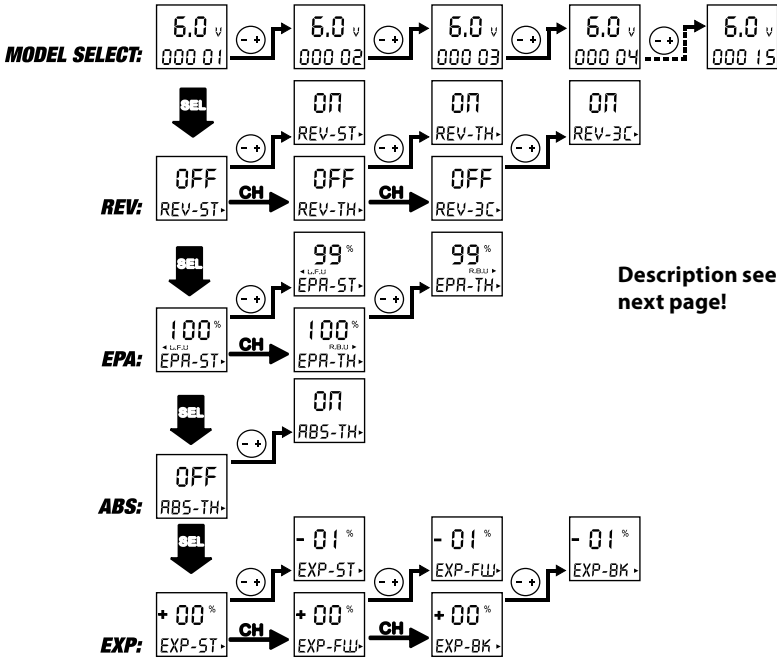 6.0 v 6.0 v 6.0 v 6.0 v 6.0 v
MODEL SELECT: 000 01 - + 000 02 - + 000 03 - + 000 04 - + 000 15
SEL
ON ON ON
REV-ST - + REV-TH - + REV-3C - +
OFF OFF OFF
REV: REV-ST CH REV-TH CH REV-3C
SEL
99 % 99 %
L.F.U R.B.U
EPA-ST - + EPA-TH - +
Description see
next page!
100 % 100 %
L.F.U R.B.U
EPA: EPA-ST CH EPA-TH
SEL
ON
ABS-TH - +
OFF
ABS: ABS-TH
SEL
- 01 % - 01 % - 01 %
EXP-ST - + EXP-FW - + EXP-BK - +
+ 00 % + 00 % + 00 %
EXP: EXP-ST CH EXP-FW CH EXP-BK